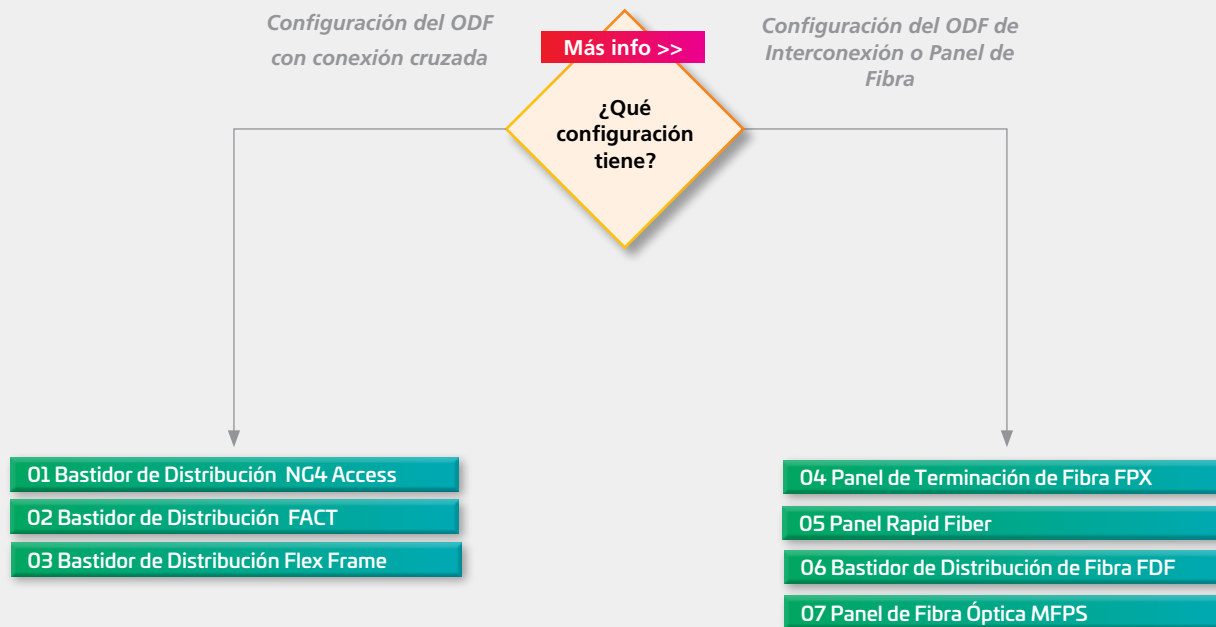 Configuración del ODF
con conexión cruzada
Más info >>
¿Qué
configuración
tiene?
Configuración del ODF de
Interconexión o Panel de
Fibra
01 Bastidor de Distribución NG4 Access
02 Bastidor de Distribución FACT
03 Bastidor de Distribución Flex Frame
04 Panel de Terminación de Fibra FPX
05 Panel Rapid Fiber
06 Bastidor de Distribución de Fibra FDF
07 Panel de Fibra Óptica MFPS